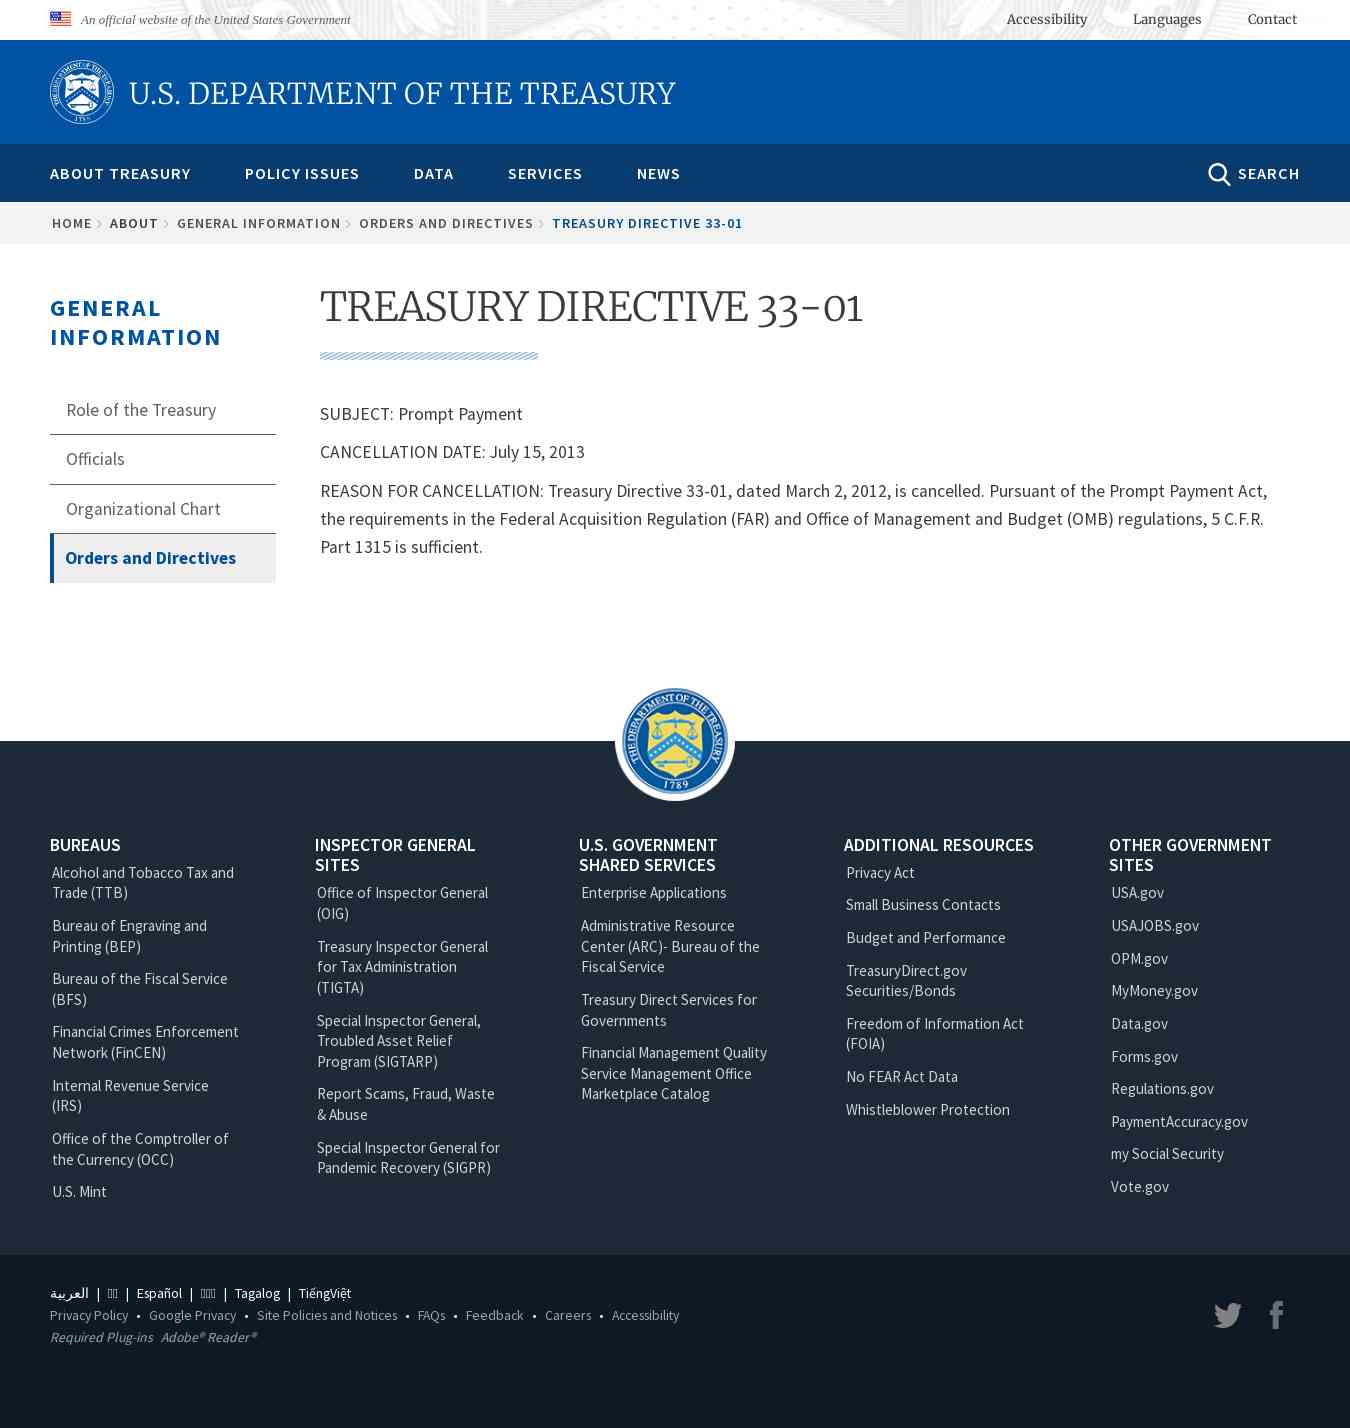 An official website of the United States Government
Accessibility Languages Contact
U.S. DEPARTMENT OF THE TREASURY
ABOUT TREASURY POLICY ISSUES DATA SERVICES NEWS SEARCH
HOME ABOUT GENERAL INFORMATION ORDERS AND DIRECTIVES TREASURY DIRECTIVE 33-01
GENERAL
INFORMATION
Role of the Treasury
Officials
Organizational Chart
Orders and Directives
TREASURY DIRECTIVE 33-01
SUBJECT: Prompt Payment
CANCELLATION DATE: July 15, 2013
REASON FOR CANCELLATION: Treasury Directive 33-01, dated March 2, 2012, is cancelled. Pursuant of the Prompt Payment Act,
the requirements in the Federal Acquisition Regulation (FAR) and Office of Management and Budget (OMB) regulations, 5 C.F.R.
Part 1315 is sufficient.
THE DEPARTMENT OF THE TREASURY
1789
BUREAUS
Alcohol and Tobacco Tax and
Trade (TTB)
Bureau of Engraving and
Printing (BEP)
Bureau of the Fiscal Service
(BFS)
Financial Crimes Enforcement
Network (FinCEN)
Internal Revenue Service
(IRS)
Office of the Comptroller of
the Currency (OCC)
U.S. Mint
INSPECTOR GENERAL
SITES
Office of Inspector General
(OIG)
Treasury Inspector General
for Tax Administration
(TIGTA)
Special Inspector General,
Troubled Asset Relief
Program (SIGTARP)
Report Scams, Fraud, Waste
& Abuse
Special Inspector General for
Pandemic Recovery (SIGPR)
U.S. GOVERNMENT
SHARED SERVICES
Enterprise Applications
Administrative Resource
Center (ARC)- Bureau of the
Fiscal Service
Treasury Direct Services for
Governments
Financial Management Quality
Service Management Office
Marketplace Catalog
ADDITIONAL RESOURCES
Privacy Act
Small Business Contacts
Budget and Performance
TreasuryDirect.gov
Securities/Bonds
Freedom of Information Act
(FOIA)
No FEAR Act Data
Whistleblower Protection
OTHER GOVERNMENT
SITES
USA.gov
USAJOBS.gov
OPM.gov
MyMoney.gov
Data.gov
Forms.gov
Regulations.gov
PaymentAccuracy.gov
my Social Security
Vote.gov
العربية | | Español | | Tagalog | TiếngViệt
Privacy Policy • Google Privacy • Site Policies and Notices • FAQs • Feedback • Careers • Accessibility
Required Plug-ins Adobe® Reader®